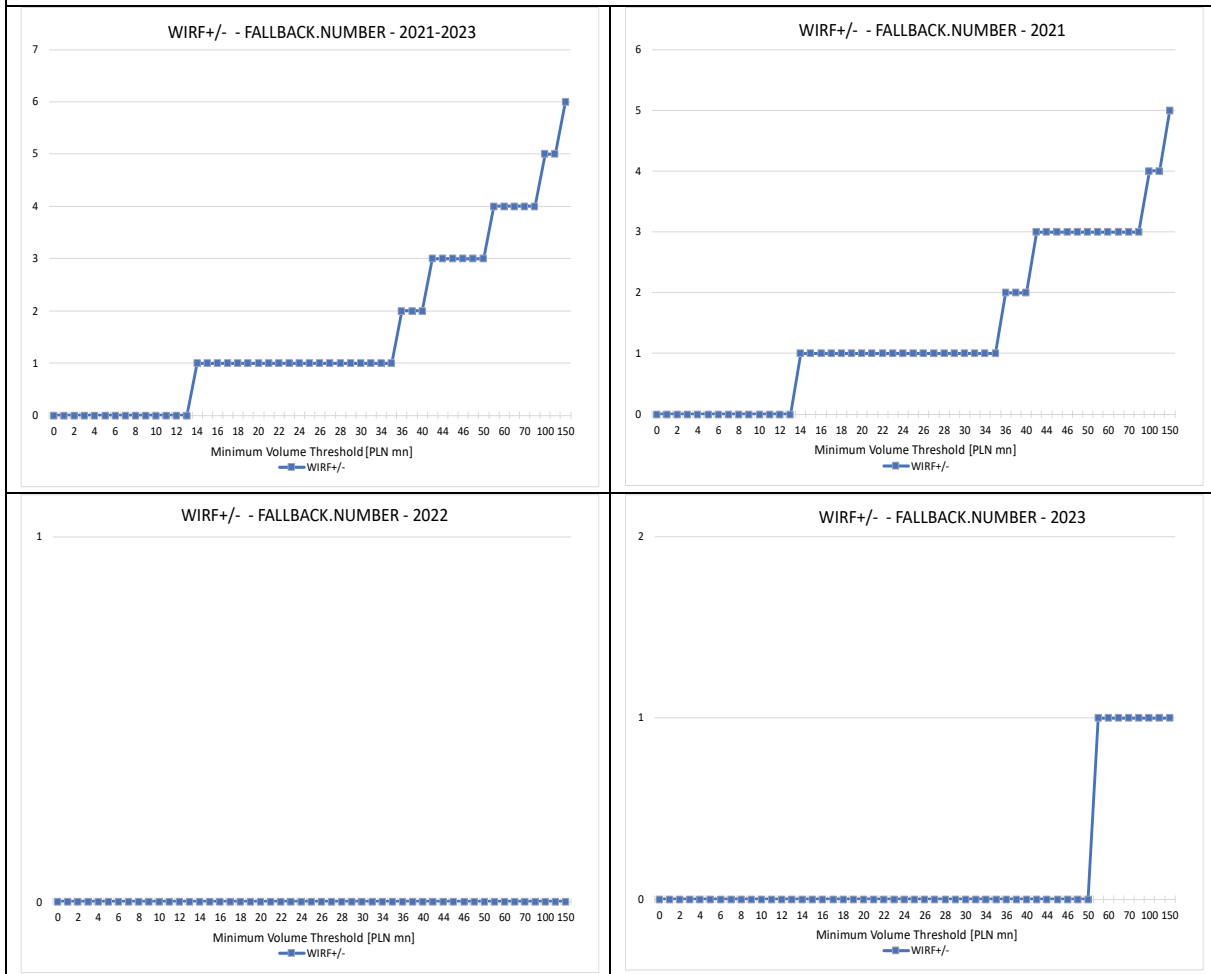 WIRF+/- - FALLBACK.NUMBER - 2021-2023
7
6
5
4
3
2
1
0
0 2 4 6 8 10 12 14 16 18 20 22 24 26 28 30 32 34 36 40 44 46 50 60 70 100 150
Minimum Volume Threshold [PLN mn]
WIRF+/-
WIRF+/- - FALLBACK.NUMBER - 2021
6
5
4
3
2
1
0
0 2 4 6 8 10 12 14 16 18 20 22 24 26 28 30 32 34 36 40 44 46 50 60 70 100 150
Minimum Volume Threshold [PLN mn]
WIRF+/-
WIRF+/- - FALLBACK.NUMBER - 2022
1
0
0 2 4 6 8 10 12 14 16 18 20 22 24 26 28 30 32 34 36 40 44 46 50 60 70 100 150
Minimum Volume Threshold [PLN mn]
WIRF+/-
WIRF+/- - FALLBACK.NUMBER - 2023
2
1
0
0 2 4 6 8 10 12 14 16 18 20 22 24 26 28 30 32 34 36 40 44 46 50 60 70 100 150
Minimum Volume Threshold [PLN mn]
WIRF+/-